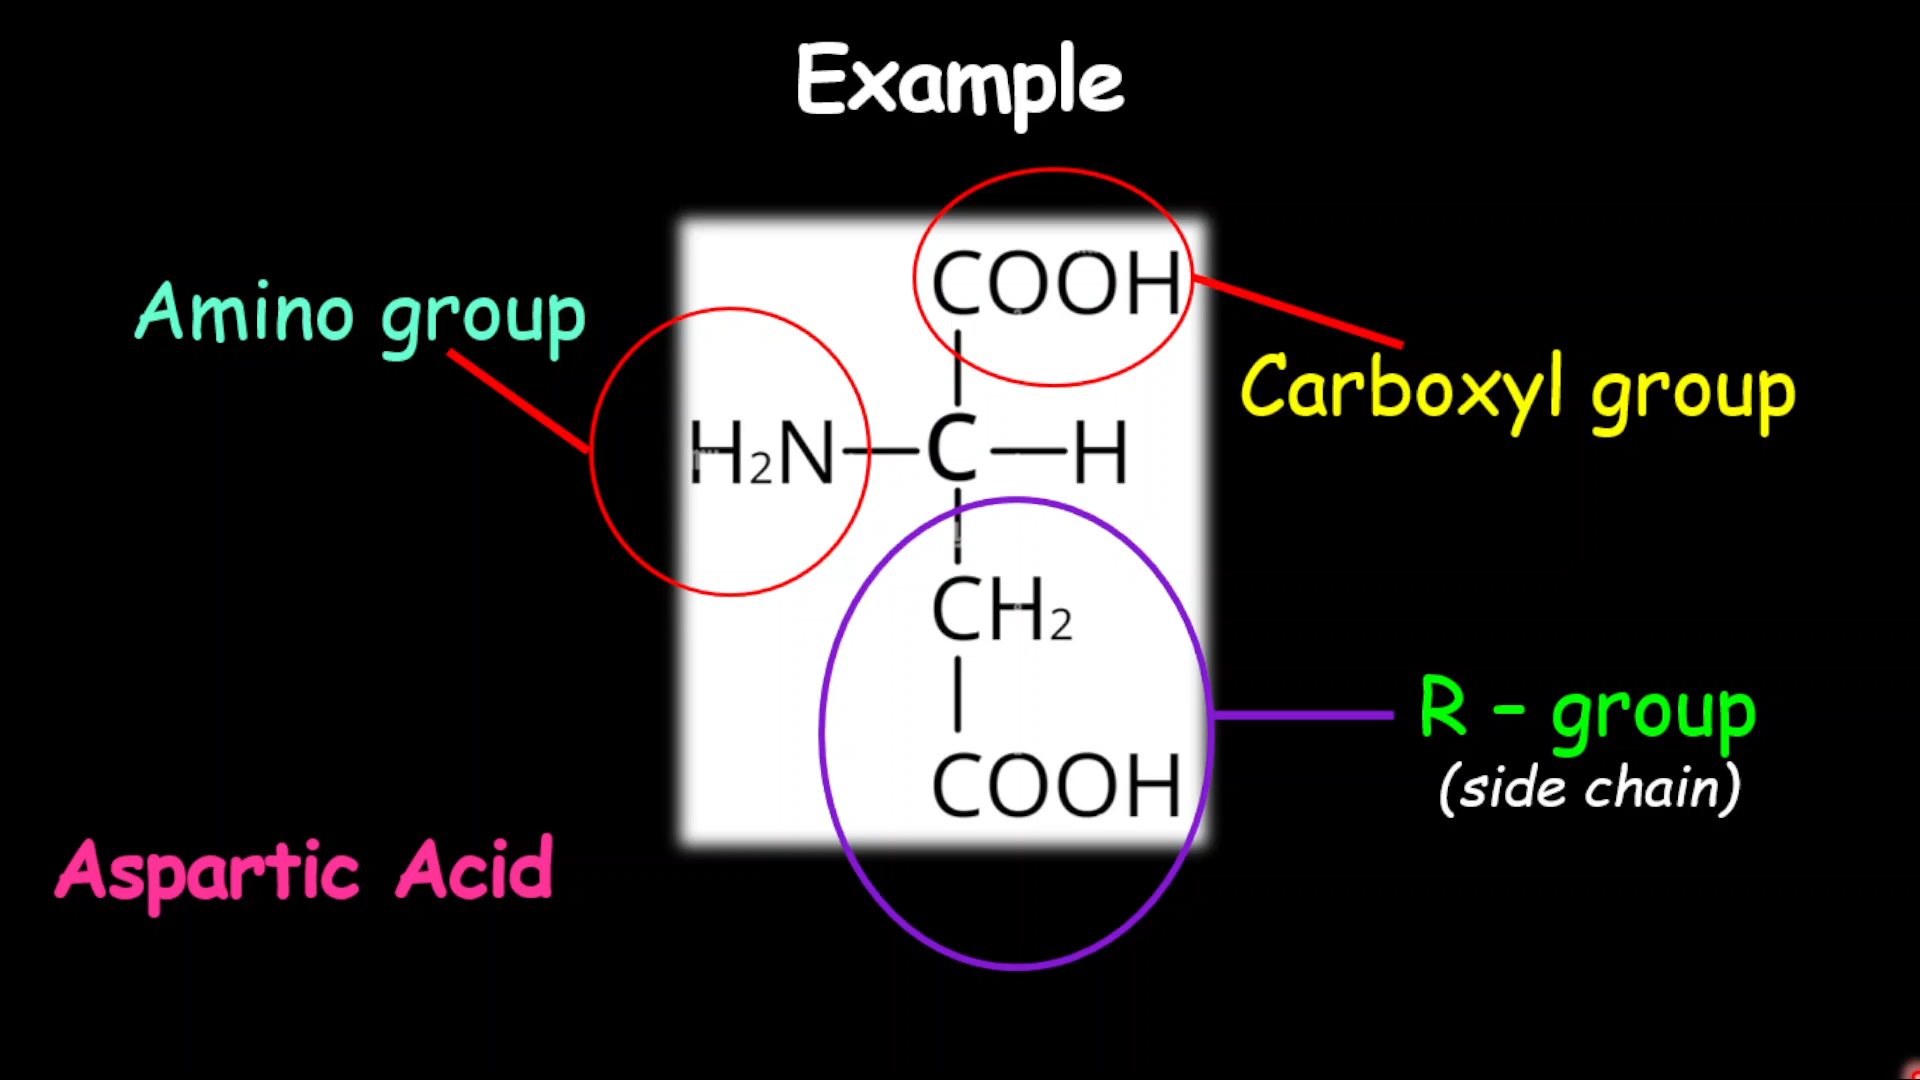 Example
Amino group
COOH
Carboxyl group
H₂N—C—H
CH₂
R - group
(side chain)
COOH
Aspartic Acid